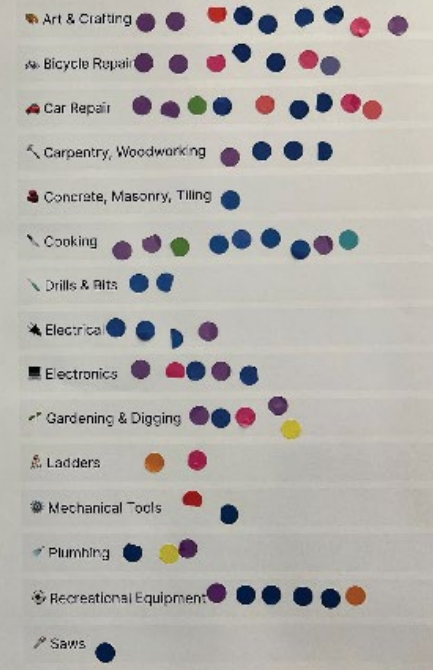 Art & Crafting
Bicycle Repair
Car Repair
Carpentry, Woodworking
Concrete, Masonry, Tiling
Cooking
Drills & Bits
Electrical
Electronics
Gardening & Digging
Ladders
Mechanical Tools
Plumbing
Recreational Equipment
Saws